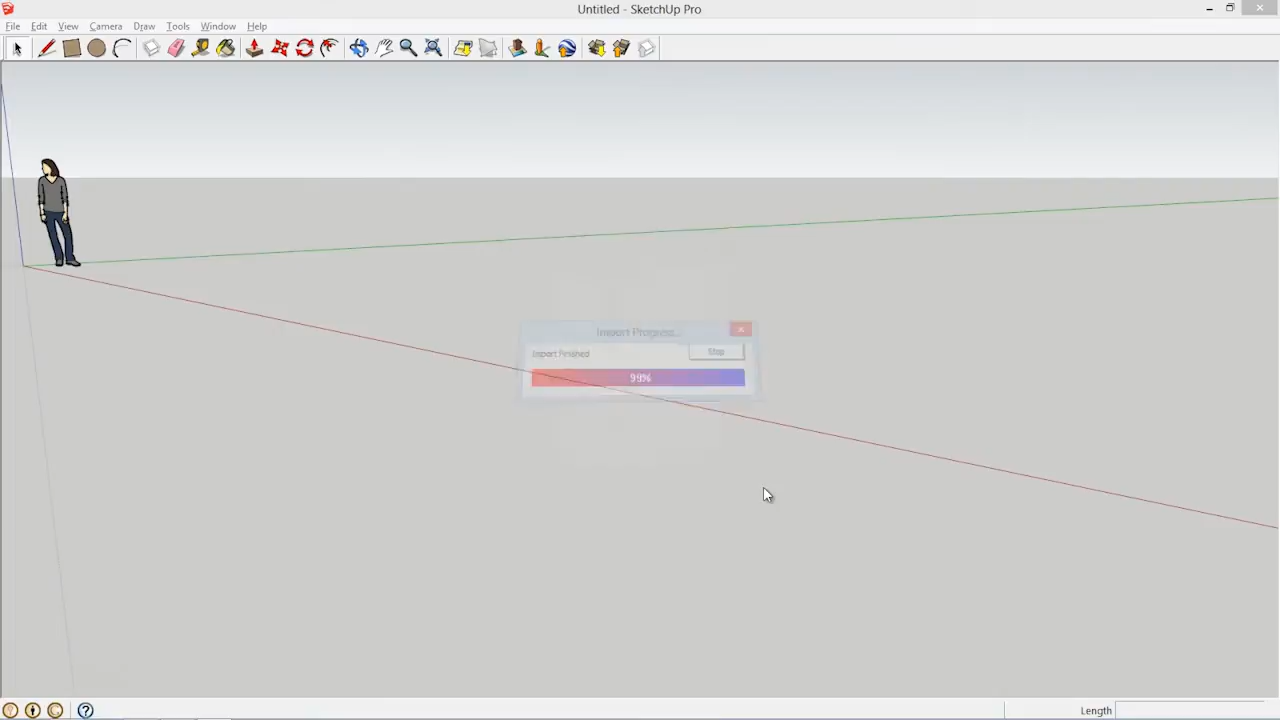 Untitled - SketchUp Pro
File Edit View Camera Draw Tools Window Help
Import Progress...
Import Finished Stop
99%
Length